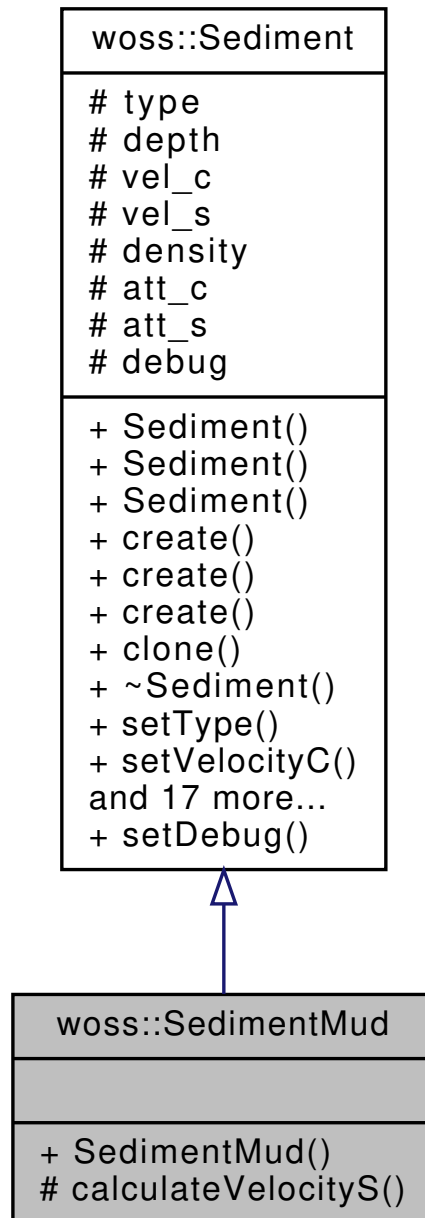 woss::Sediment
# type
# depth
# vel_c
# vel_s
# density
# att_c
# att_s
# debug
+ Sediment()
+ Sediment()
+ Sediment()
+ create()
+ create()
+ create()
+ clone()
+ ~Sediment()
+ setType()
+ setVelocityC()
and 17 more...
+ setDebug()
woss::SedimentMud
+ SedimentMud()
# calculateVelocityS()